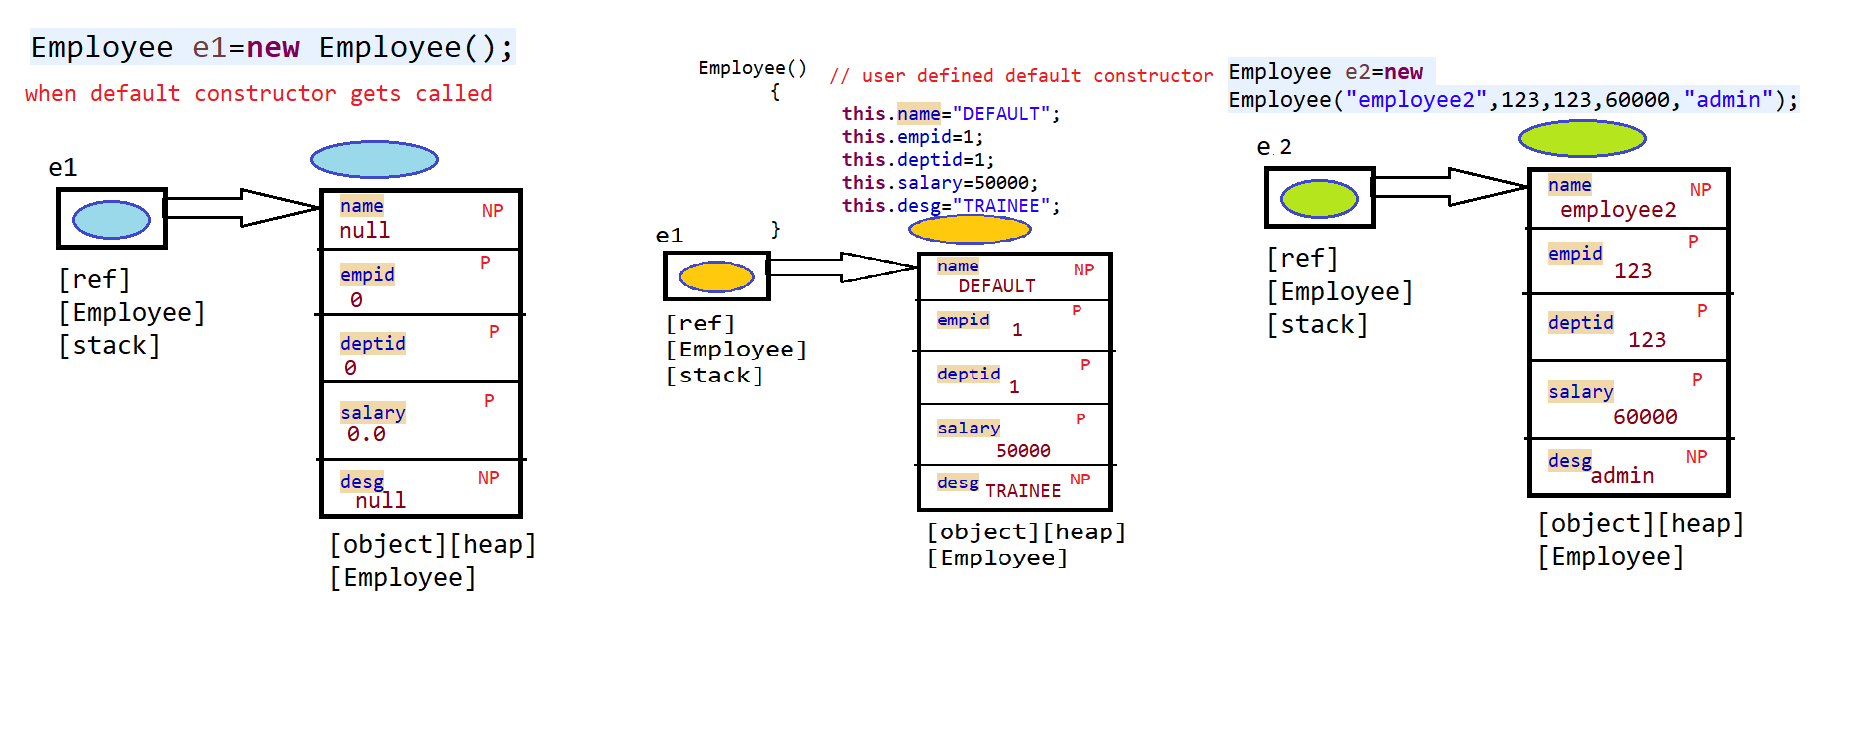 Employee e1=new Employee();
when default constructor gets called
e1
[ref]
[Employee]
[stack]
name NP
null
empid P
0
deptid P
0
salary P
0.0
desg NP
null
[object][heap]
[Employee]
Employee() // user defined default constructor
{
this.name="DEFAULT";
this.empid=1;
this.deptid=1;
this.salary=50000;
this.desg="TRAINEE";
}
e1
[ref]
[Employee]
[stack]
name NP
DEFAULT
empid 1 P
deptid P
1
salary P
50000
desg TRAINEE NP
[object][heap]
[Employee]
Employee e2=new
Employee("employee2",123,123,60000,"admin");
e.2
[ref]
[Employee]
[stack]
name NP
employee2
empid P
123
deptid P
123
salary P
60000
desg NP
admin
[object][heap]
[Employee]